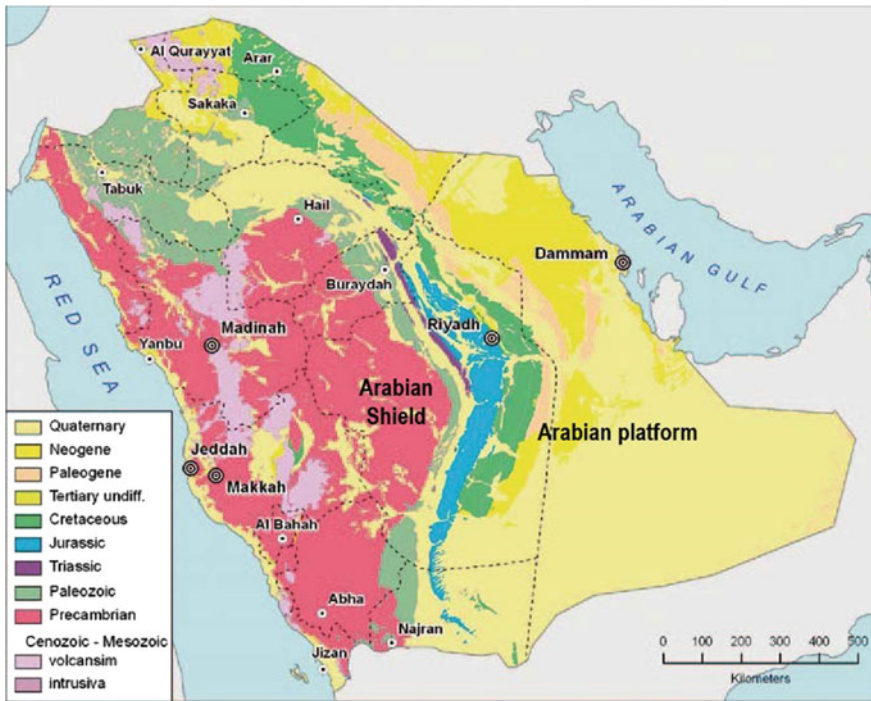 Al Qurayyat
Arar
Sakaka
Tabuk
Hail
ARABIAN GULF
Dammam
Buraydah
Riyadh
RED SEA
Madinah
Yanbu
Arabian
Shield
Arabian platform
Jeddah
Makkah
Al Bahah
Abha
Najran
Jizan
Quaternary
Neogene
Paleogene
Tertiary undiff.
Cretaceous
Jurassic
Triassic
Paleozoic
Precambrian
Cenozoic - Mesozoic
volcansim
intrusiva
0 100 200 300 400 500
Kilometers